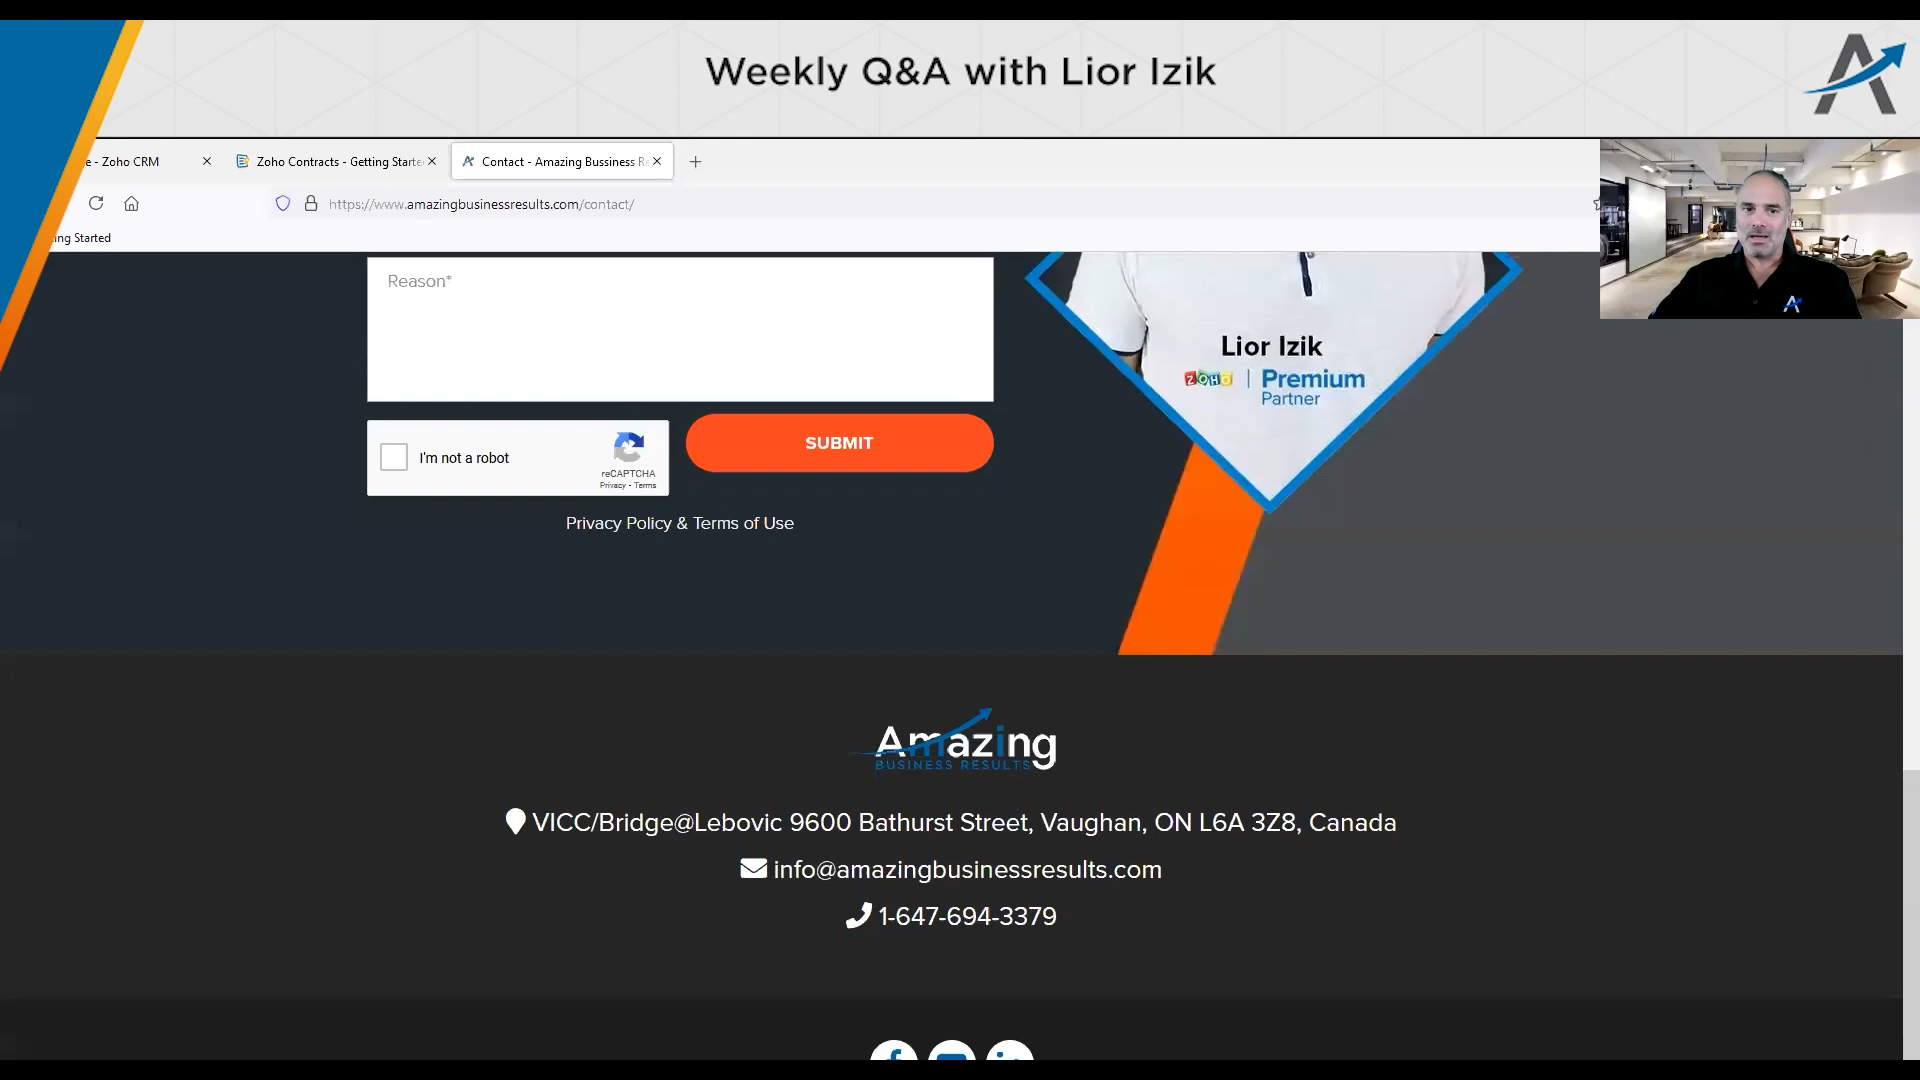 Weekly Q&A with Lior Izik
e - Zoho CRM
Zoho Contracts - Getting Starte
Contact - Amazing Bussiness Re
https://www.amazingbusinessresults.com/contact/
ing Started
Reason*
Lior Izik
ZOHO | Premium
Partner
I'm not a robot
reCAPTCHA
Privacy - Terms
SUBMIT
Privacy Policy & Terms of Use
Amazing
BUSINESS RESULTS
VICC/Bridge@Lebovic 9600 Bathurst Street, Vaughan, ON L6A 3Z8, Canada
info@amazingbusinessresults.com
1-647-694-3379